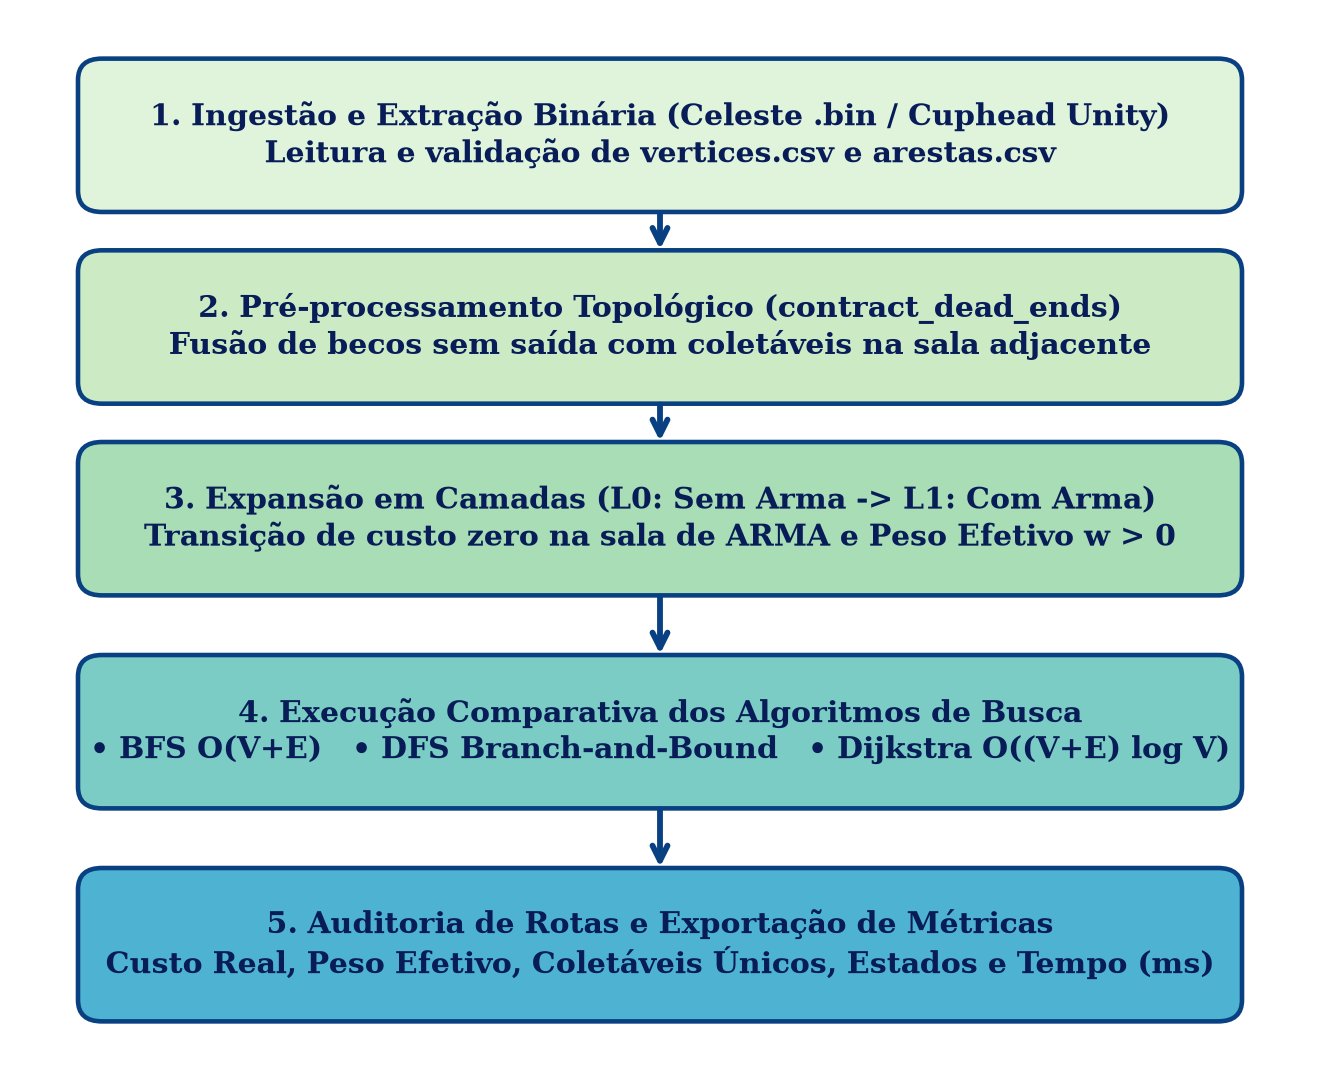 1. Ingestão e Extração Binária (Celeste .bin / Cuphead Unity)
Leitura e validação de vertices.csv e arestas.csv
2. Pré-processamento Topológico (contract_dead_ends)
Fusão de becos sem saída com coletáveis na sala adjacente
3. Expansão em Camadas (L0: Sem Arma -> L1: Com Arma)
Transição de custo zero na sala de ARMA e Peso Efetivo w > 0
4. Execução Comparativa dos Algoritmos de Busca
• BFS O(V+E)   • DFS Branch-and-Bound   • Dijkstra O((V+E) log V)
5. Auditoria de Rotas e Exportação de Métricas
Custo Real, Peso Efetivo, Coletáveis Únicos, Estados e Tempo (ms)